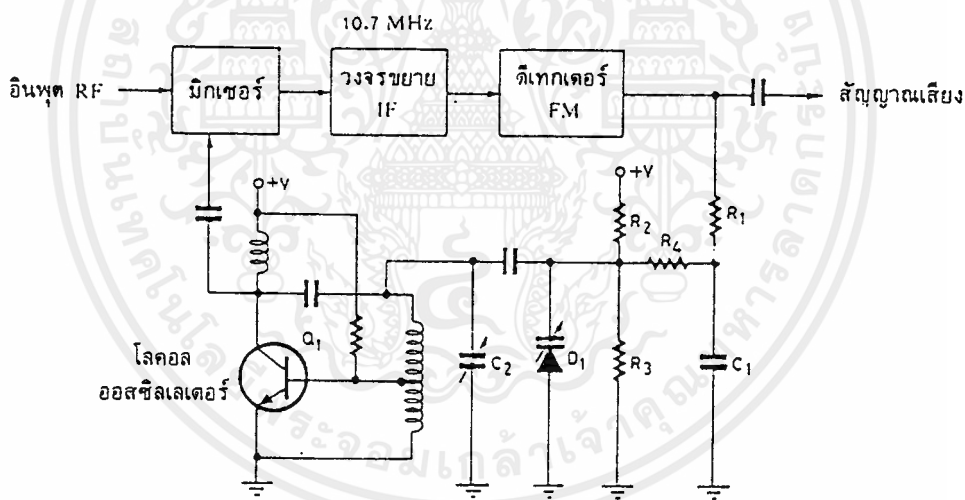 10.7 MHz
อินพุต RF
มิกเซอร์
วงจรขยาย
IF
ดีเทกเตอร์
FM
สัญญาณเสียง
+V
+V
R2
R1
R4
Q1
โลคอล
ออสซิลเลเตอร์
C2
D1
R3
C1